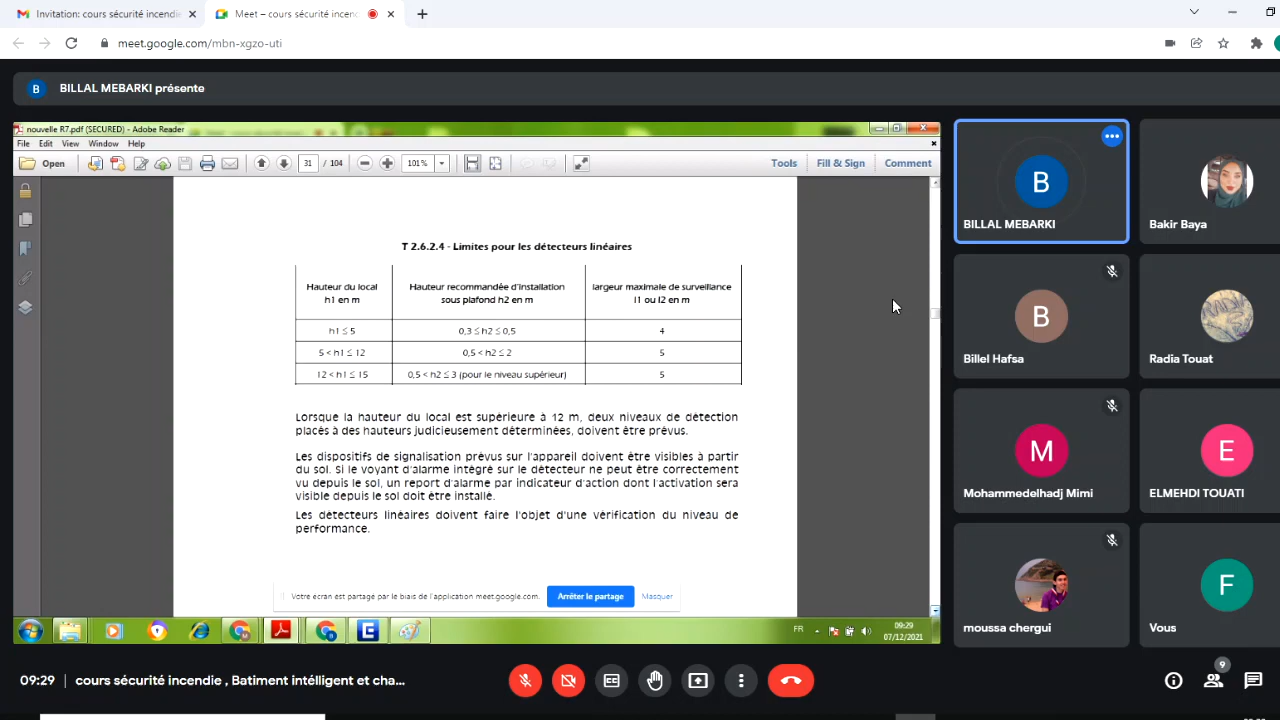 Invitation: cours sécurité incendie
Meet – cours sécurité incend
meet.google.com/mbn-xgzo-uti
B
BILLAL MEBARKI présente
nouvelle R7.pdf (SECURED) - Adobe Reader
File Edit View Window Help
Open
31 / 104
101%
Tools Fill & Sign Comment
T 2.6.2.4 - Limites pour les détecteurs linéaires
Hauteur du local
h1 en m
Hauteur recommandée d'installation
sous plafond h2 en m
largeur maximale de surveillance
l1 ou l2 en m
h1 ≤ 5 0,3 ≤ h2 ≤ 0,5 4
5 < h1 ≤ 12 0,5 < h2 ≤ 2 5
12 < h1 ≤ 15 0,5 < h2 ≤ 3 (pour le niveau supérieur) 5
Lorsque la hauteur du local est supérieure à 12 m, deux niveaux de détection
placés à des hauteurs judicieusement déterminées, doivent être prévus.
Les dispositifs de signalisation prévus sur l'appareil doivent être visibles à partir
du sol. Si le voyant d'alarme intégré sur le détecteur ne peut être correctement
vu depuis le sol, un report d'alarme par indicateur d'action dont l'activation sera
visible depuis le sol doit être installé.
Les détecteurs linéaires doivent faire l'objet d'une vérification du niveau de
performance.
Votre écran est partagé par le biais de l'application meet.google.com.
Arrêter le partage
Masquer
FR
09:29
07/12/2021
B
BILLAL MEBARKI
Bakir Baya
B
Billel Hafsa
Radia Touat
M
Mohammedelhadj Mimi
E
ELMEHDI TOUATI
moussa chergui
F
Vous
09:29 | cours sécurité incendie , Batiment intélligent et cha...
9